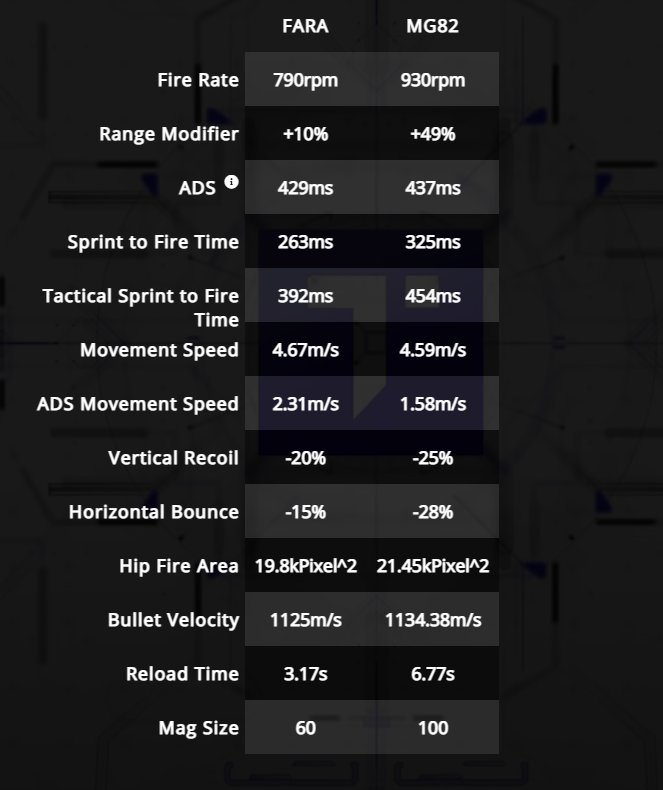 FARA MG82
Fire Rate 790rpm 930rpm
Range Modifier +10% +49%
ADS 429ms 437ms
Sprint to Fire Time 263ms 325ms
Tactical Sprint to Fire 392ms 454ms
Time
Movement Speed 4.67m/s 4.59m/s
ADS Movement Speed 2.31m/s 1.58m/s
Vertical Recoil -20% -25%
Horizontal Bounce -15% -28%
Hip Fire Area 19.8kPixel^2 21.45kPixel^2
Bullet Velocity 1125m/s 1134.38m/s
Reload Time 3.17s 6.77s
Mag Size 60 100